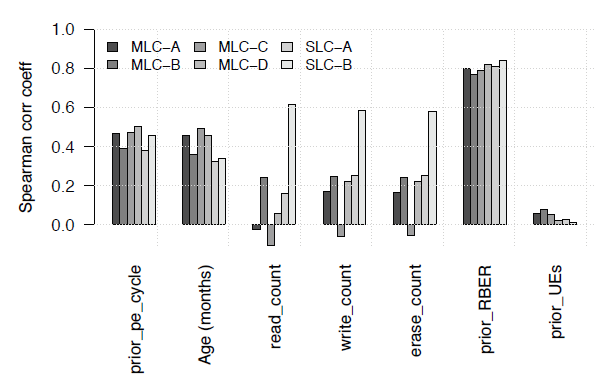 Spearman corr coeff
1.0
0.8
0.6
0.4
0.2
0.0
MLC−A MLC−C SLC−A
MLC−B MLC−D SLC−B
prior_pe_cycle
Age (months)
read_count
write_count
erase_count
prior_RBER
prior_UEs